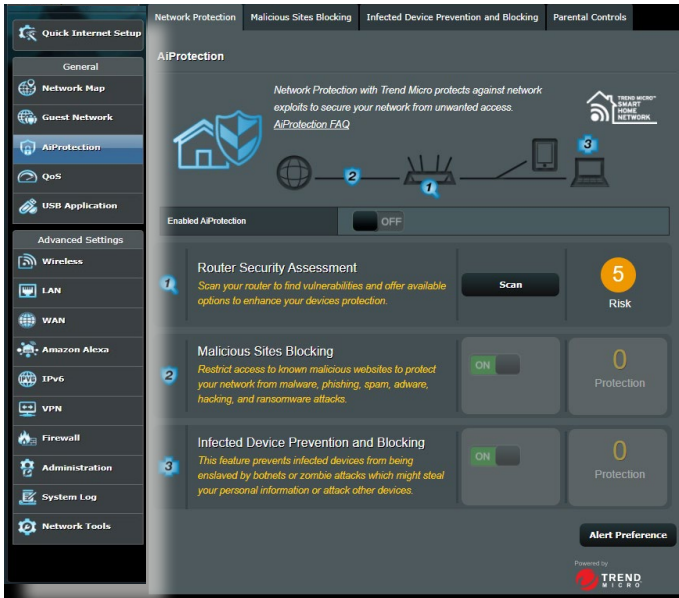 Quick Internet Setup
General
Network Map
Guest Network
AiProtection
QoS
USB Application
Advanced Settings
Wireless
LAN
WAN
Amazon Alexa
IPv6
IPv6
VPN
Firewall
Administration
System Log
Network Tools
Network Protection Malicious Sites Blocking Infected Device Prevention and Blocking Parental Controls
AiProtection
Network Protection with Trend Micro protects against network
exploits to secure your network from unwanted access.
AiProtection FAQ
TREND MICRO™
SMART
HOME
NETWORK
2
1
3
Enabled AiProtection OFF
1
Router Security Assessment
Scan your router to find vulnerabilities and offer available
options to enhance your devices protection.
Scan
5
Risk
2
Malicious Sites Blocking
Restrict access to known malicious websites to protect
your network from malware, phishing, spam, adware,
hacking, and ransomware attacks.
ON
0
Protection
3
Infected Device Prevention and Blocking
This feature prevents infected devices from being
enslaved by botnets or zombie attacks which might steal
your personal information or attack other devices.
ON
0
Protection
Alert Preference
Powered by
TREND
MICRO